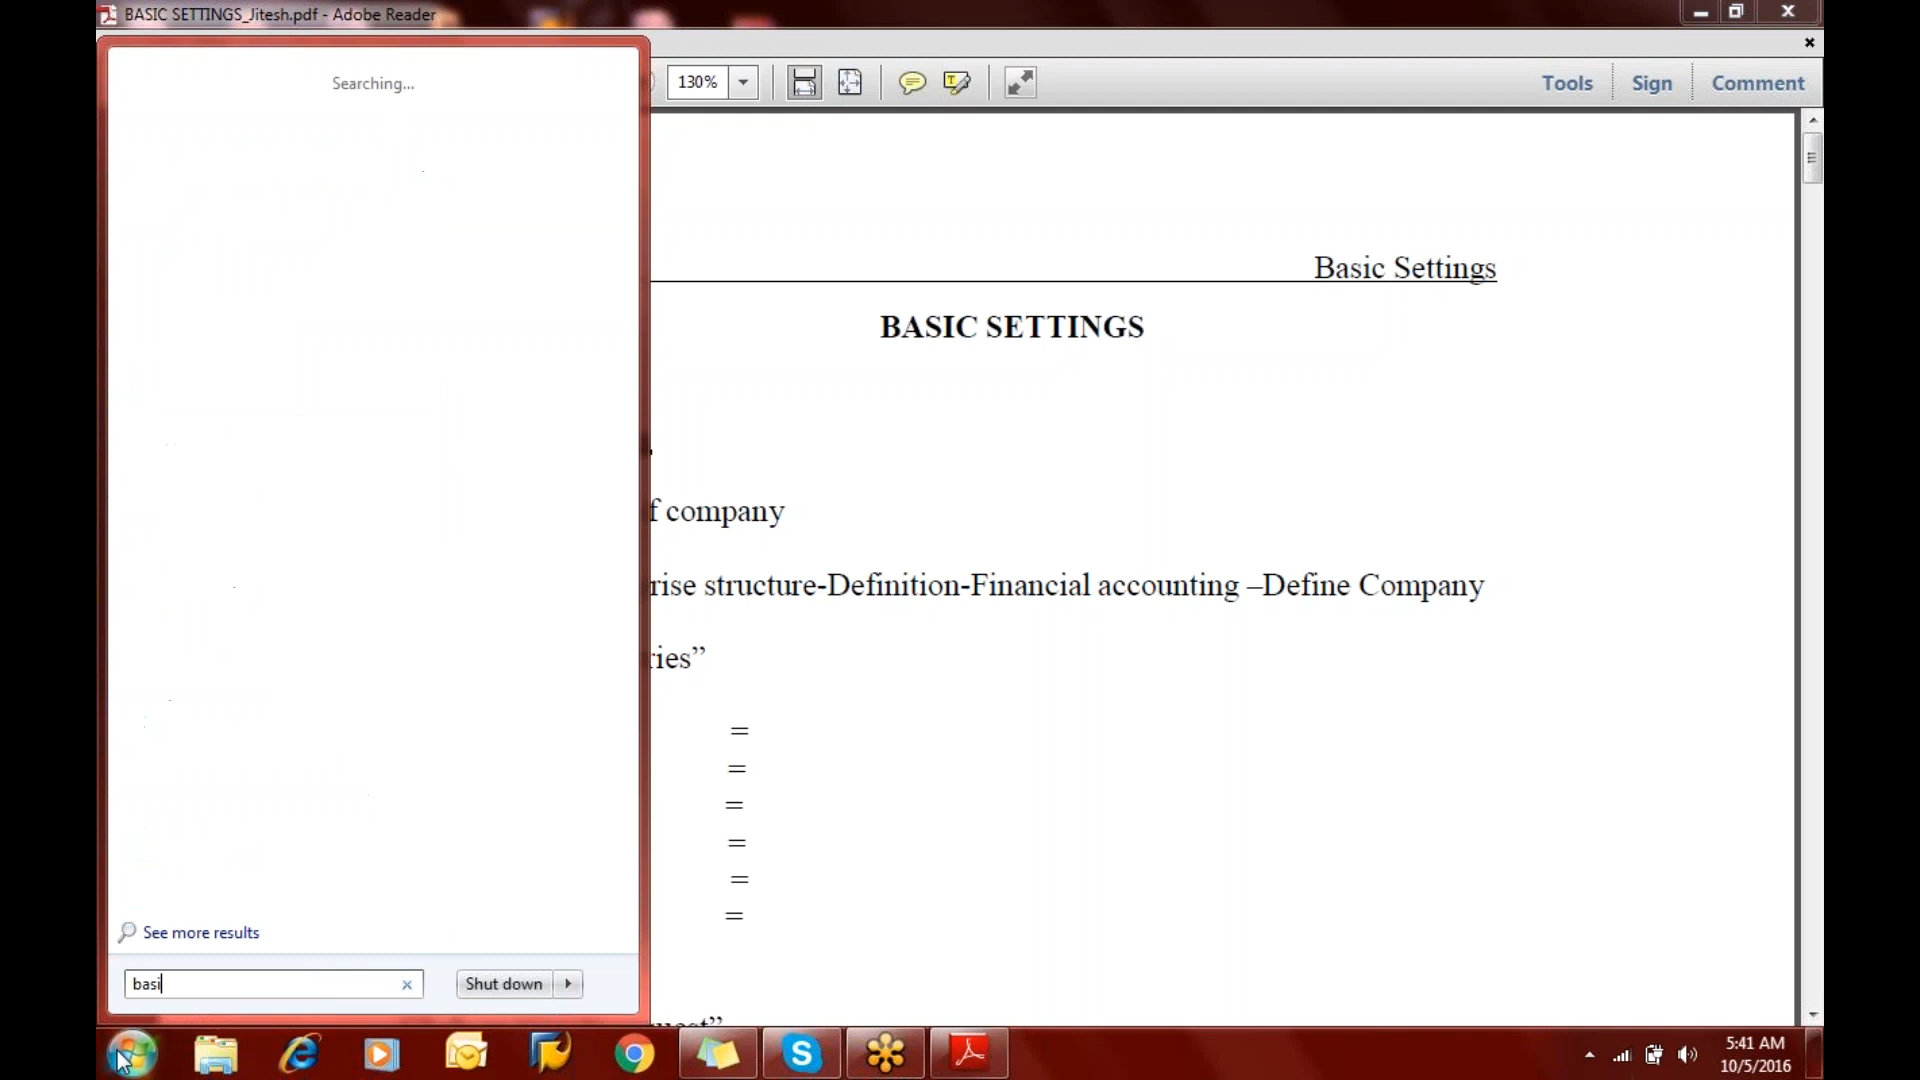 BASIC SETTINGS_Jitesh.pdf - Adobe Reader
Searching...
130%
Tools
Sign
Comment
Basic Settings
BASIC SETTINGS
f company
rise structure-Definition-Financial accounting –Define Company
ries”
=
=
=
=
=
=
See more results
basi
Shut down
5:41 AM
10/5/2016